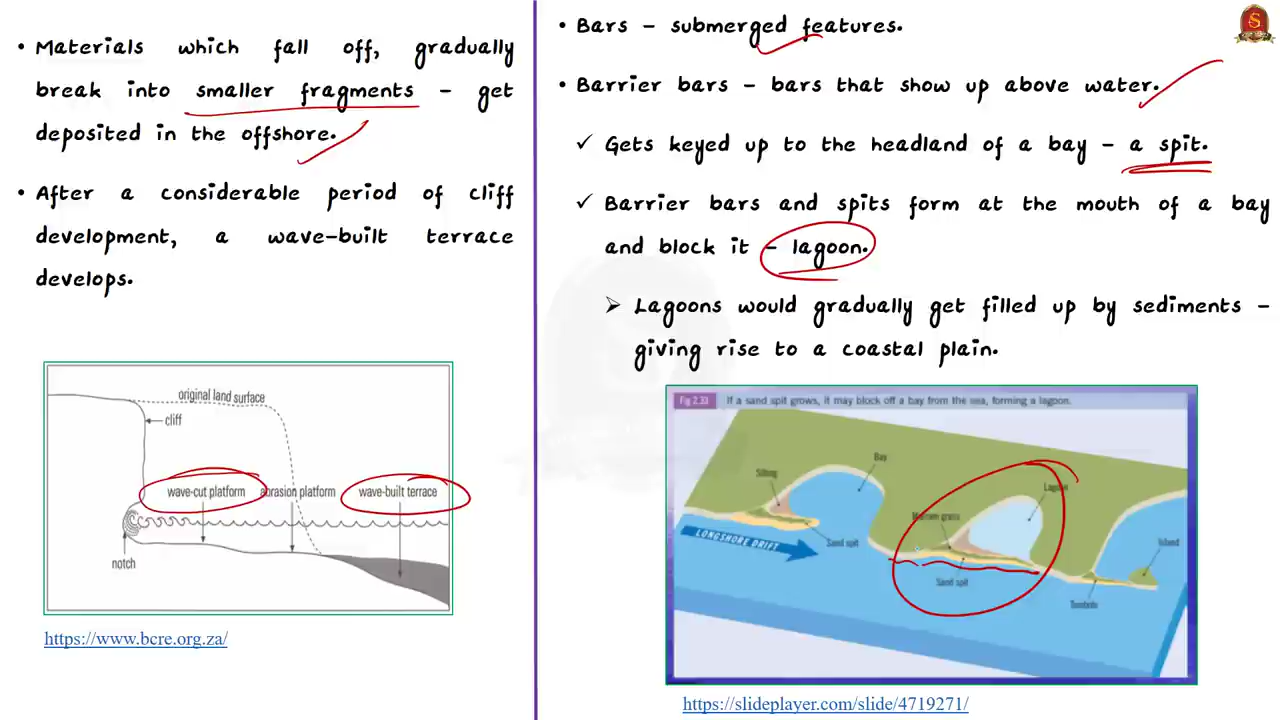 • Materials which fall off, gradually
break into smaller fragments – get
deposited in the offshore.
• After a considerable period of cliff
development, a wave-built terrace
develops.
original land surface
cliff
wave-cut platform
abrasion platform
wave-built terrace
notch
https://www.bcre.org.za/
• Bars – submerged features.
• Barrier bars – bars that show up above water.
✓ Gets keyed up to the headland of a bay – a spit.
✓ Barrier bars and spits form at the mouth of a bay
and block it – lagoon.
➢ Lagoons would gradually get filled up by sediments –
giving rise to a coastal plain.
Fig 2.33 If a sand spit grows, it may block off a bay from the sea, forming a lagoon.
Bay
Silting
Lagoon
Marram grass
LONGSHORE DRIFT
Sand spit
Island
Sand spit
Tombolo
https://slideplayer.com/slide/4719271/
S